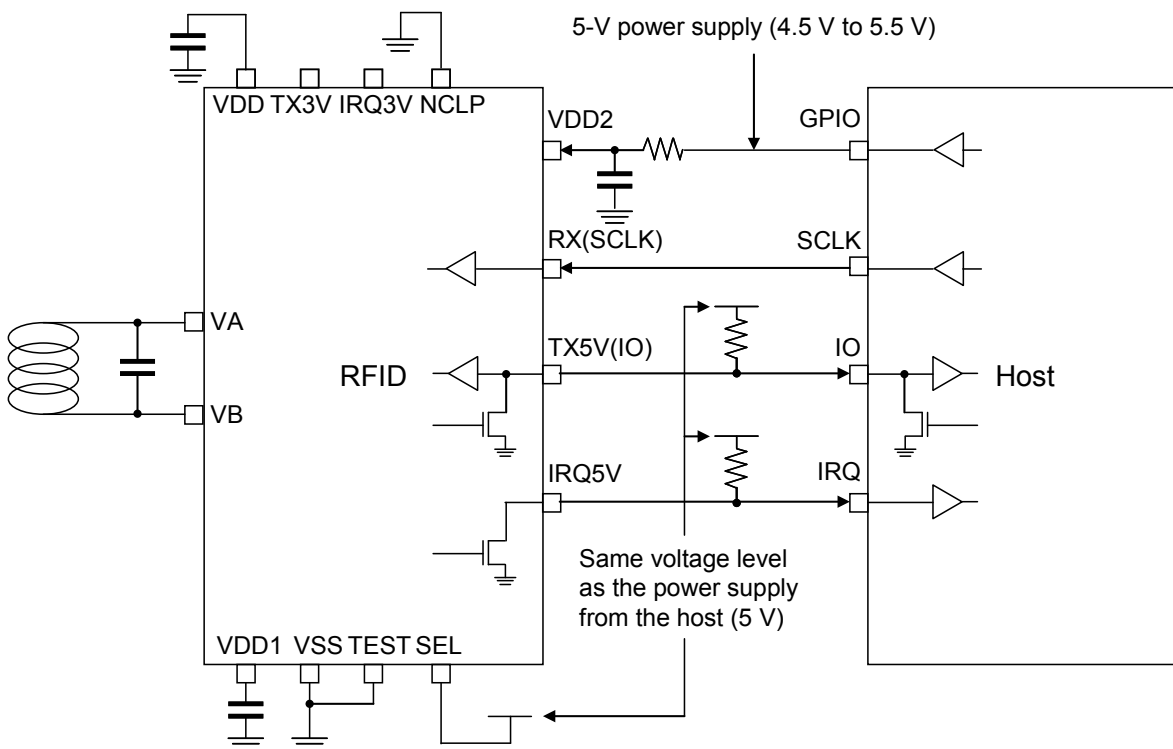 5-V power supply (4.5 V to 5.5 V)
VDD TX3V IRQ3V NCLP
VDD2
GPIO
RX(SCLK)
SCLK
VA
TX5V(IO)
IO
RFID
Host
VB
IRQ5V
IRQ
Same voltage level
as the power supply
from the host (5 V)
VDD1 VSS TEST SEL